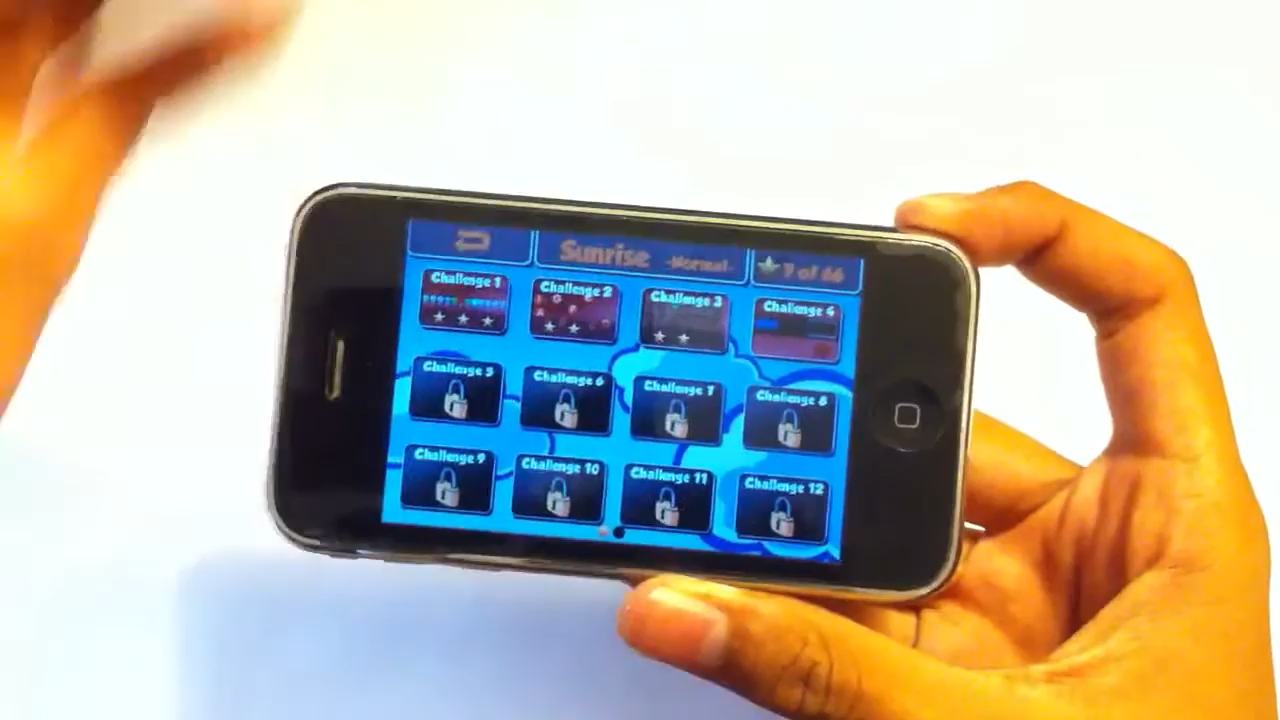 Sunrise -Normal- 7 of 66
Challenge 1 Challenge 2 Challenge 3 Challenge 4
Challenge 5 Challenge 6 Challenge 7 Challenge 8
Challenge 9 Challenge 10 Challenge 11 Challenge 12